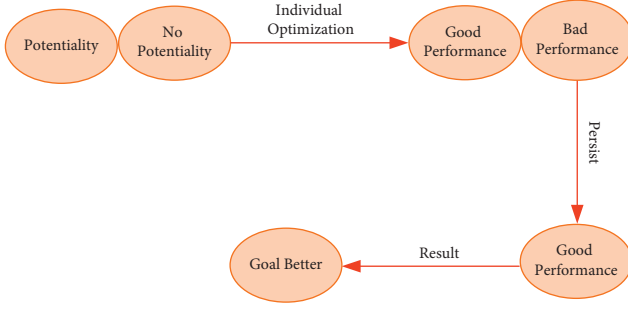 Potentiality
No
Potentiality
Individual
Optimization
Good
Performance
Bad
Performance
Persist
Good
Performance
Result
Goal Better